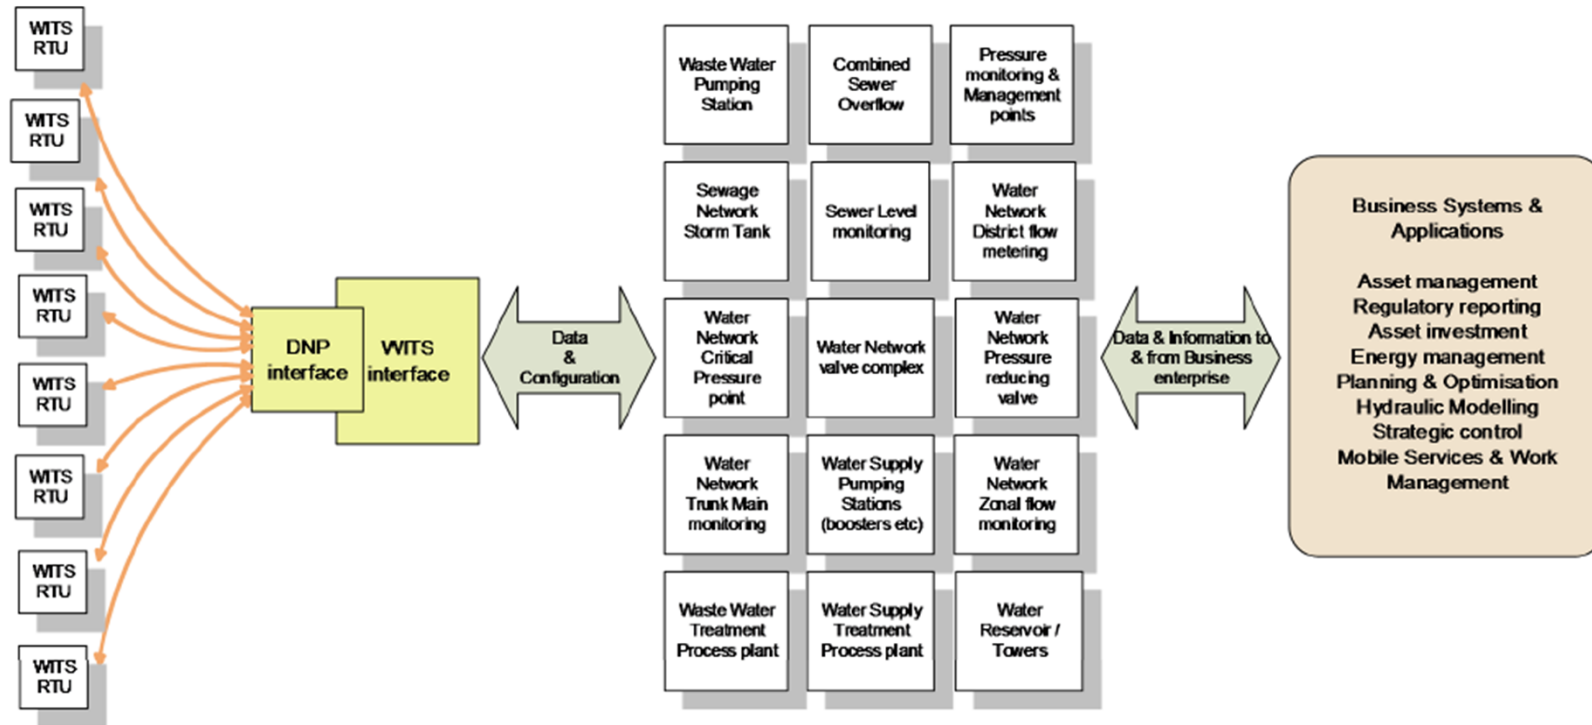 WITS
RTU
WITS
RTU
WITS
RTU
WITS
RTU
WITS
RTU
WITS
RTU
WITS
RTU
WITS
RTU
DNP
interface
WITS
interface
Data
&
Configuration
Waste Water
Pumping
Station
Combined
Sewer
Overflow
Pressure
monitoring &
Management
points
Sewage
Network
Storm Tank
Sewer Level
monitoring
Water
Network
District flow
metering
Water
Network
Critical
Pressure
point
Water Network
valve complex
Water
Network
Pressure
reducing
valve
Water
Network
Trunk Main
monitoring
Water Supply
Pumping
Stations
(boosters etc)
Water
Network
Zonal flow
monitoring
Waste Water
Treatment
Process plant
Water Supply
Treatment
Process plant
Water
Reservoir /
Towers
Data & Information to
& from Business
enterprise
Business Systems &
Applications
Asset management
Regulatory reporting
Asset investment
Energy management
Planning & Optimisation
Hydraulic Modelling
Strategic control
Mobile Services & Work
Management